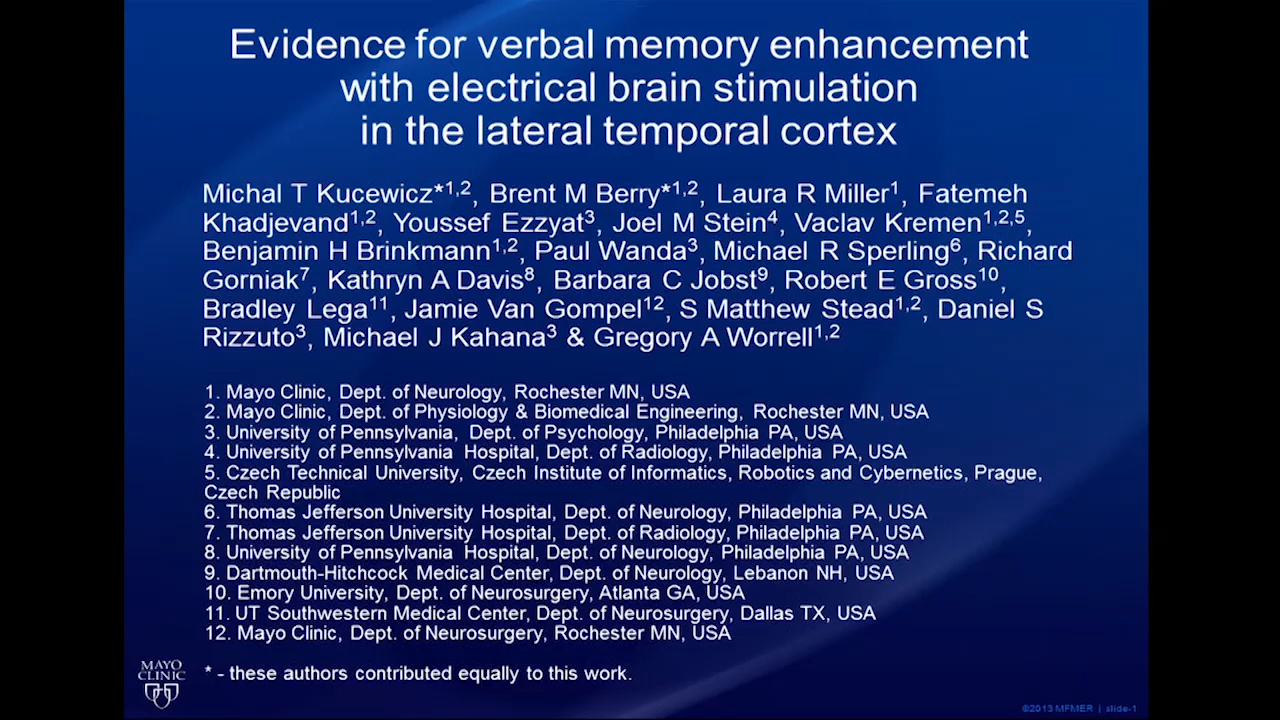 Evidence for verbal memory enhancement
with electrical brain stimulation
in the lateral temporal cortex
Michal T Kucewicz*1,2, Brent M Berry*1,2, Laura R Miller1, Fatemeh
Khadjevand1,2, Youssef Ezzyat3, Joel M Stein4, Vaclav Kremen1,2,5,
Benjamin H Brinkmann1,2, Paul Wanda3, Michael R Sperling6, Richard
Gorniak7, Kathryn A Davis8, Barbara C Jobst9, Robert E Gross10,
Bradley Lega11, Jamie Van Gompel12, S Matthew Stead1,2, Daniel S
Rizzuto3, Michael J Kahana3 & Gregory A Worrell1,2
1. Mayo Clinic, Dept. of Neurology, Rochester MN, USA
2. Mayo Clinic, Dept. of Physiology & Biomedical Engineering, Rochester MN, USA
3. University of Pennsylvania, Dept. of Psychology, Philadelphia PA, USA
4. University of Pennsylvania Hospital, Dept. of Radiology, Philadelphia PA, USA
5. Czech Technical University, Czech Institute of Informatics, Robotics and Cybernetics, Prague,
Czech Republic
6. Thomas Jefferson University Hospital, Dept. of Neurology, Philadelphia PA, USA
7. Thomas Jefferson University Hospital, Dept. of Radiology, Philadelphia PA, USA
8. University of Pennsylvania Hospital, Dept. of Neurology, Philadelphia PA, USA
9. Dartmouth-Hitchcock Medical Center, Dept. of Neurology, Lebanon NH, USA
10. Emory University, Dept. of Neurosurgery, Atlanta GA, USA
11. UT Southwestern Medical Center, Dept. of Neurosurgery, Dallas TX, USA
12. Mayo Clinic, Dept. of Neurosurgery, Rochester MN, USA
* - these authors contributed equally to this work.
MAYO
CLINIC
©2013 MFMER | slide-1